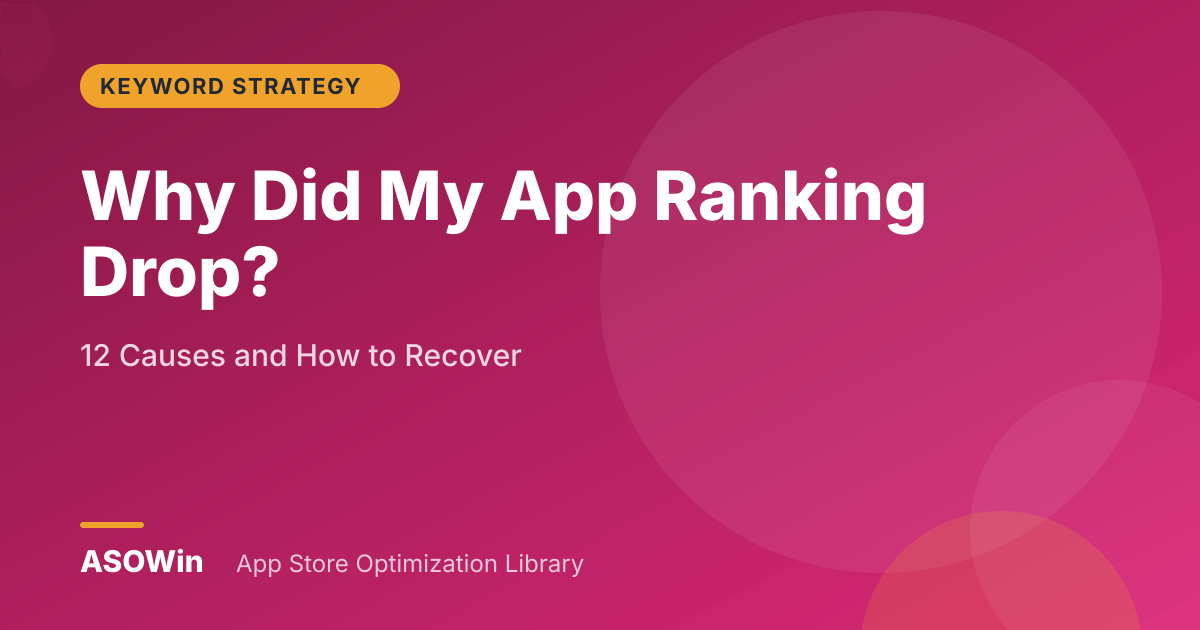 KEYWORD STRATEGY
Why Did My App Ranking
Drop?
12 Causes and How to Recover
ASOWin App Store Optimization Library